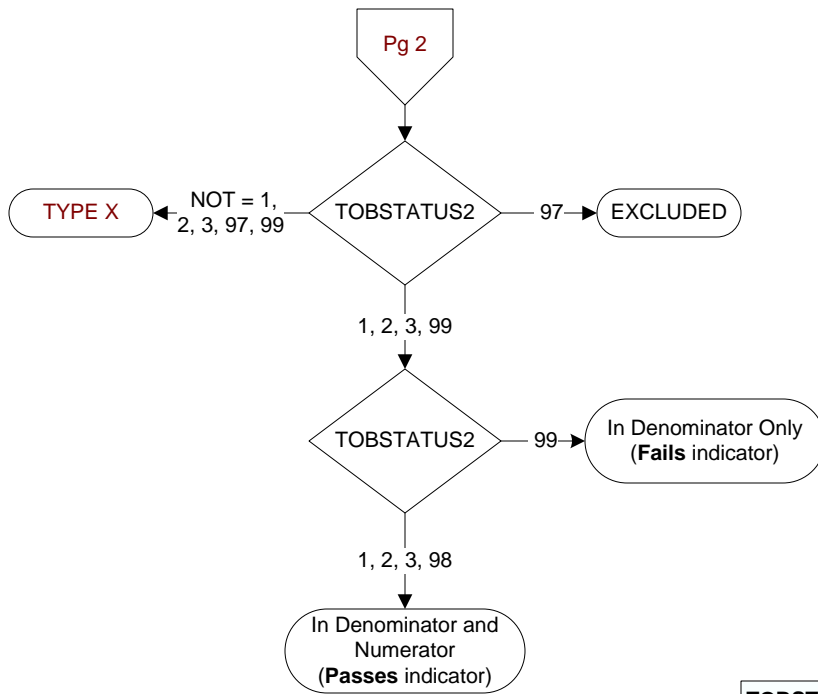 Pg 2
NOT = 1,
2, 3, 97, 99
TYPE X
TOBSTATUS2
97
EXCLUDED
1, 2, 3, 99
TOBSTATUS2
99
In Denominator Only
(Fails indicator)
1, 2, 3, 98
In Denominator and
Numerator
(Passes indicator)